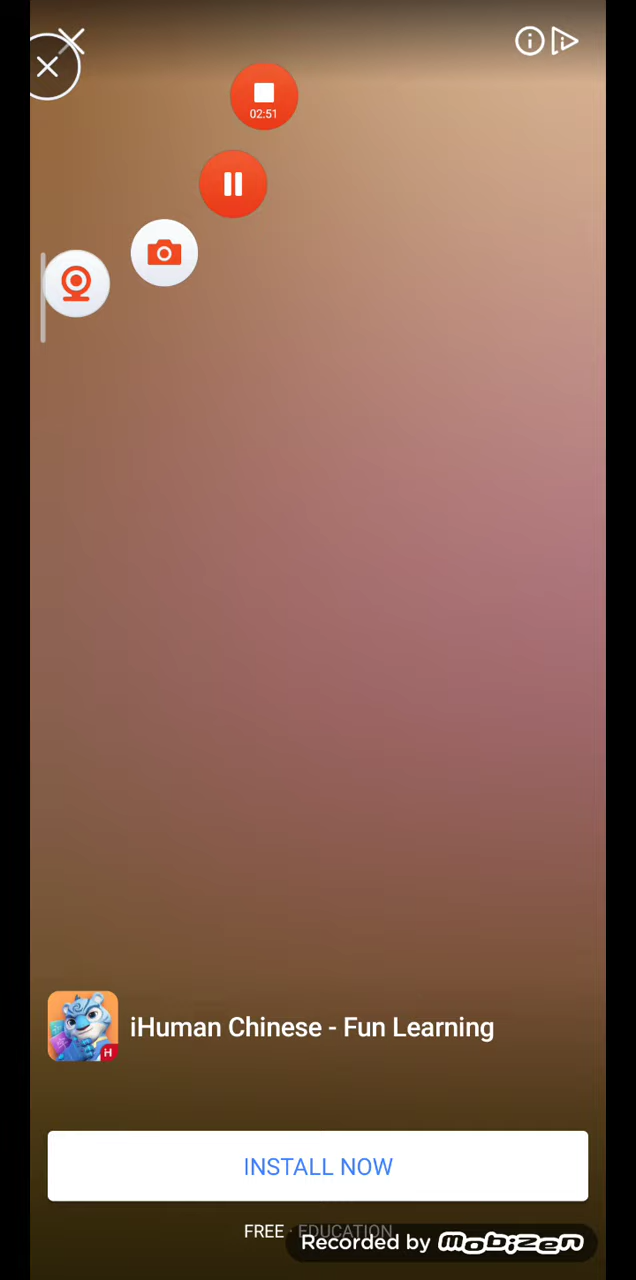 02:51
iHuman Chinese - Fun Learning
H
INSTALL NOW
FREE · EDUCATION
Recorded by mobizen